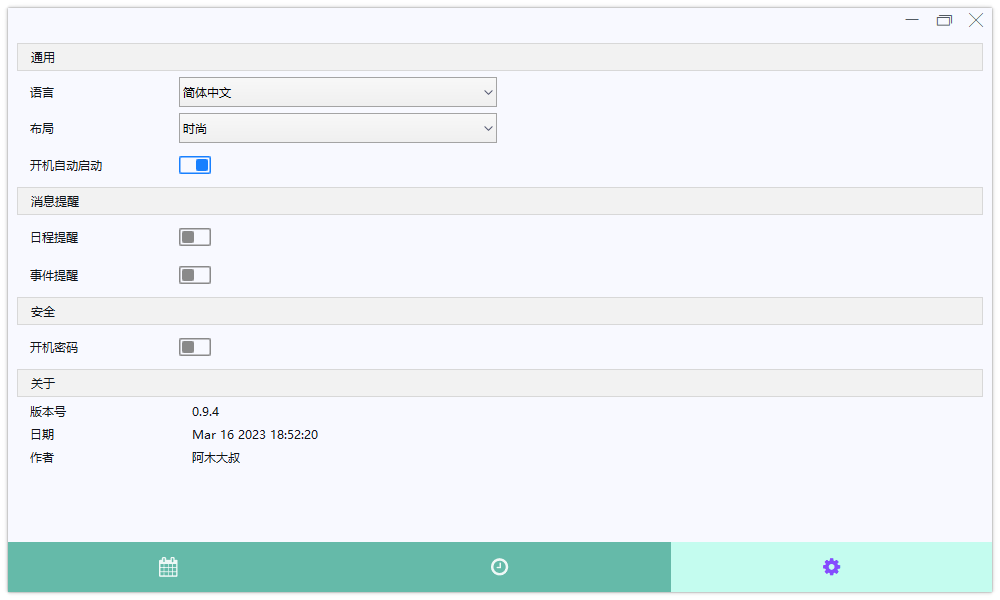 通用
语言 简体中文
布局 时尚
开机自动启动
消息提醒
日程提醒
事件提醒
安全
开机密码
关于
版本号 0.9.4
日期 Mar 16 2023 18:52:20
作者 阿木大叔